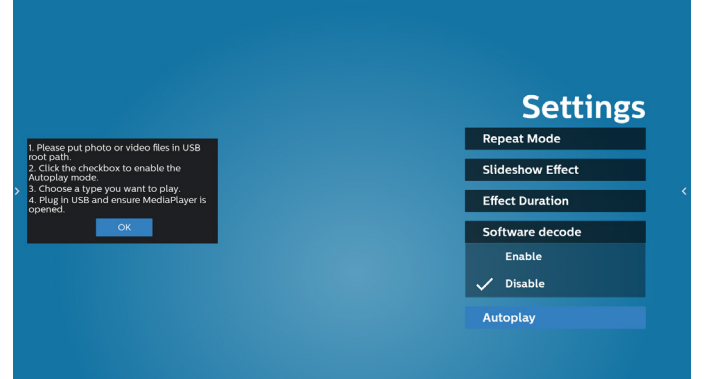 Settings
1. Please put photo or video files in USB
root path.
2. Click the checkbox to enable the
Autoplay mode.
3. Choose a type you want to play.
4. Plug in USB and ensure MediaPlayer is
opened.
OK
Repeat Mode
Slideshow Effect
Effect Duration
Software decode
Enable
Disable
Autoplay